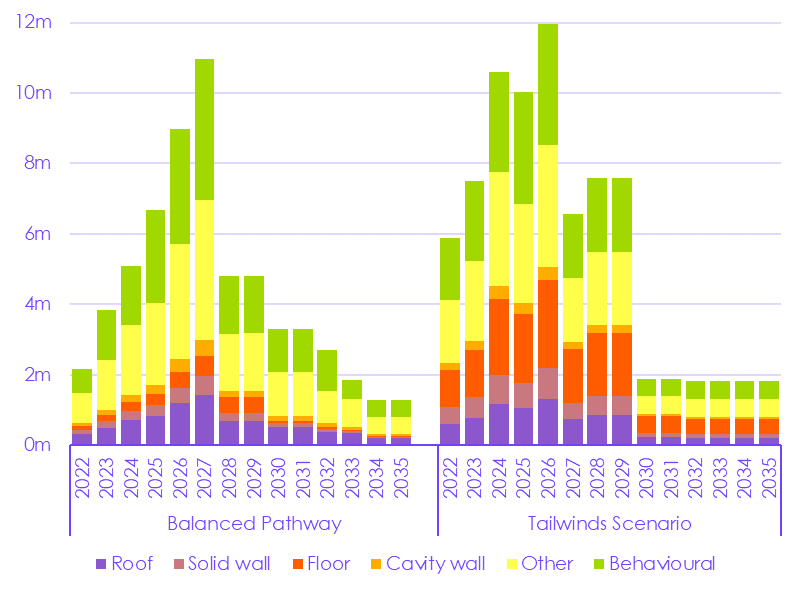 12m
10m
8m
6m
4m
2m
0m
2022 2023 2024 2025 2026 2027 2028 2029 2030 2031 2032 2033 2034 2035 2022 2023 2024 2025 2026 2027 2028 2029 2030 2031 2032 2033 2034 2035
Balanced Pathway Tailwinds Scenario
Roof Solid wall Floor Cavity wall Other Behavioural